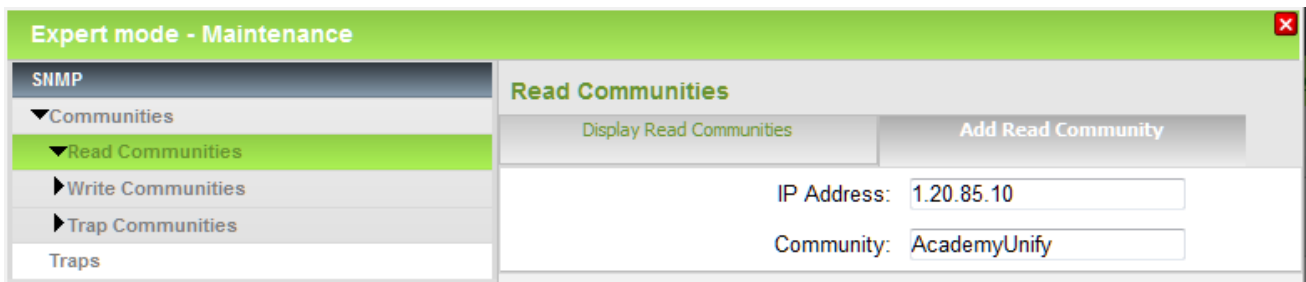 Expert mode - Maintenance
SNMP
Communities
Read Communities
Write Communities
Trap Communities
Traps
Read Communities
Display Read Communities
Add Read Community
IP Address: 1.20.85.10
Community: AcademyUnify